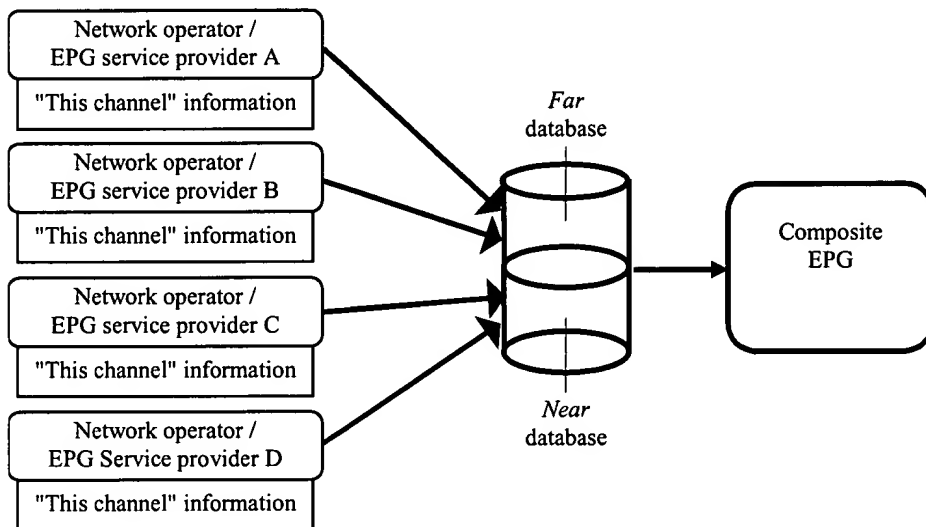 Network operator /
EPG service provider A
"This channel" information
Network operator /
EPG service provider B
"This channel" information
Network operator /
EPG service provider C
"This channel" information
Network operator /
EPG Service provider D
"This channel" information
Far
database
Near
database
Composite
EPG